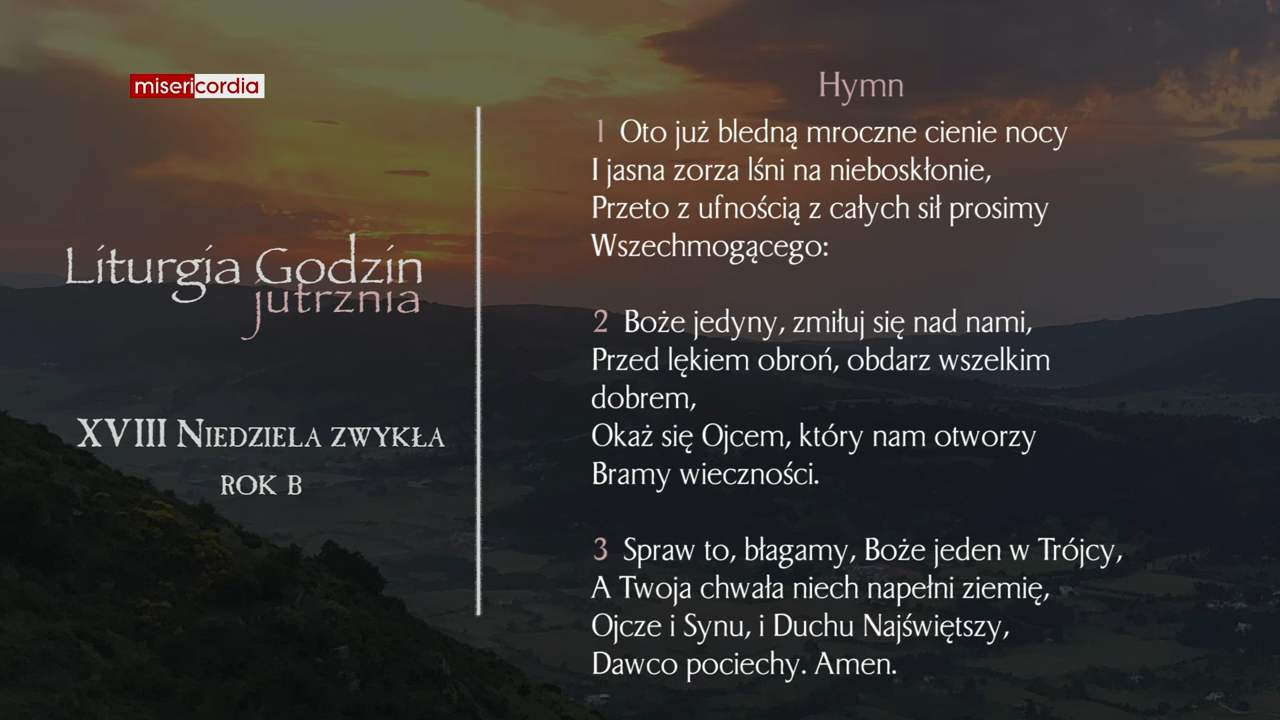 misericordia
Liturgia Godzin
jutrznia
XVIII Niedziela zwykła
rok B
Hymn
1 Oto już bledną mroczne cienie nocy
I jasna zorza lśni na nieboskłonie,
Przeto z ufnością z całych sił prosimy
Wszechmogącego:
2 Boże jedyny, zmiłuj się nad nami,
Przed lękiem obroń, obdarz wszelkim
dobrem,
Okaż się Ojcem, który nam otworzy
Bramy wieczności.
3 Spraw to, błagamy, Boże jeden w Trójcy,
A Twoja chwała niech napełni ziemię,
Ojcze i Synu, i Duchu Najświętszy,
Dawco pociechy. Amen.